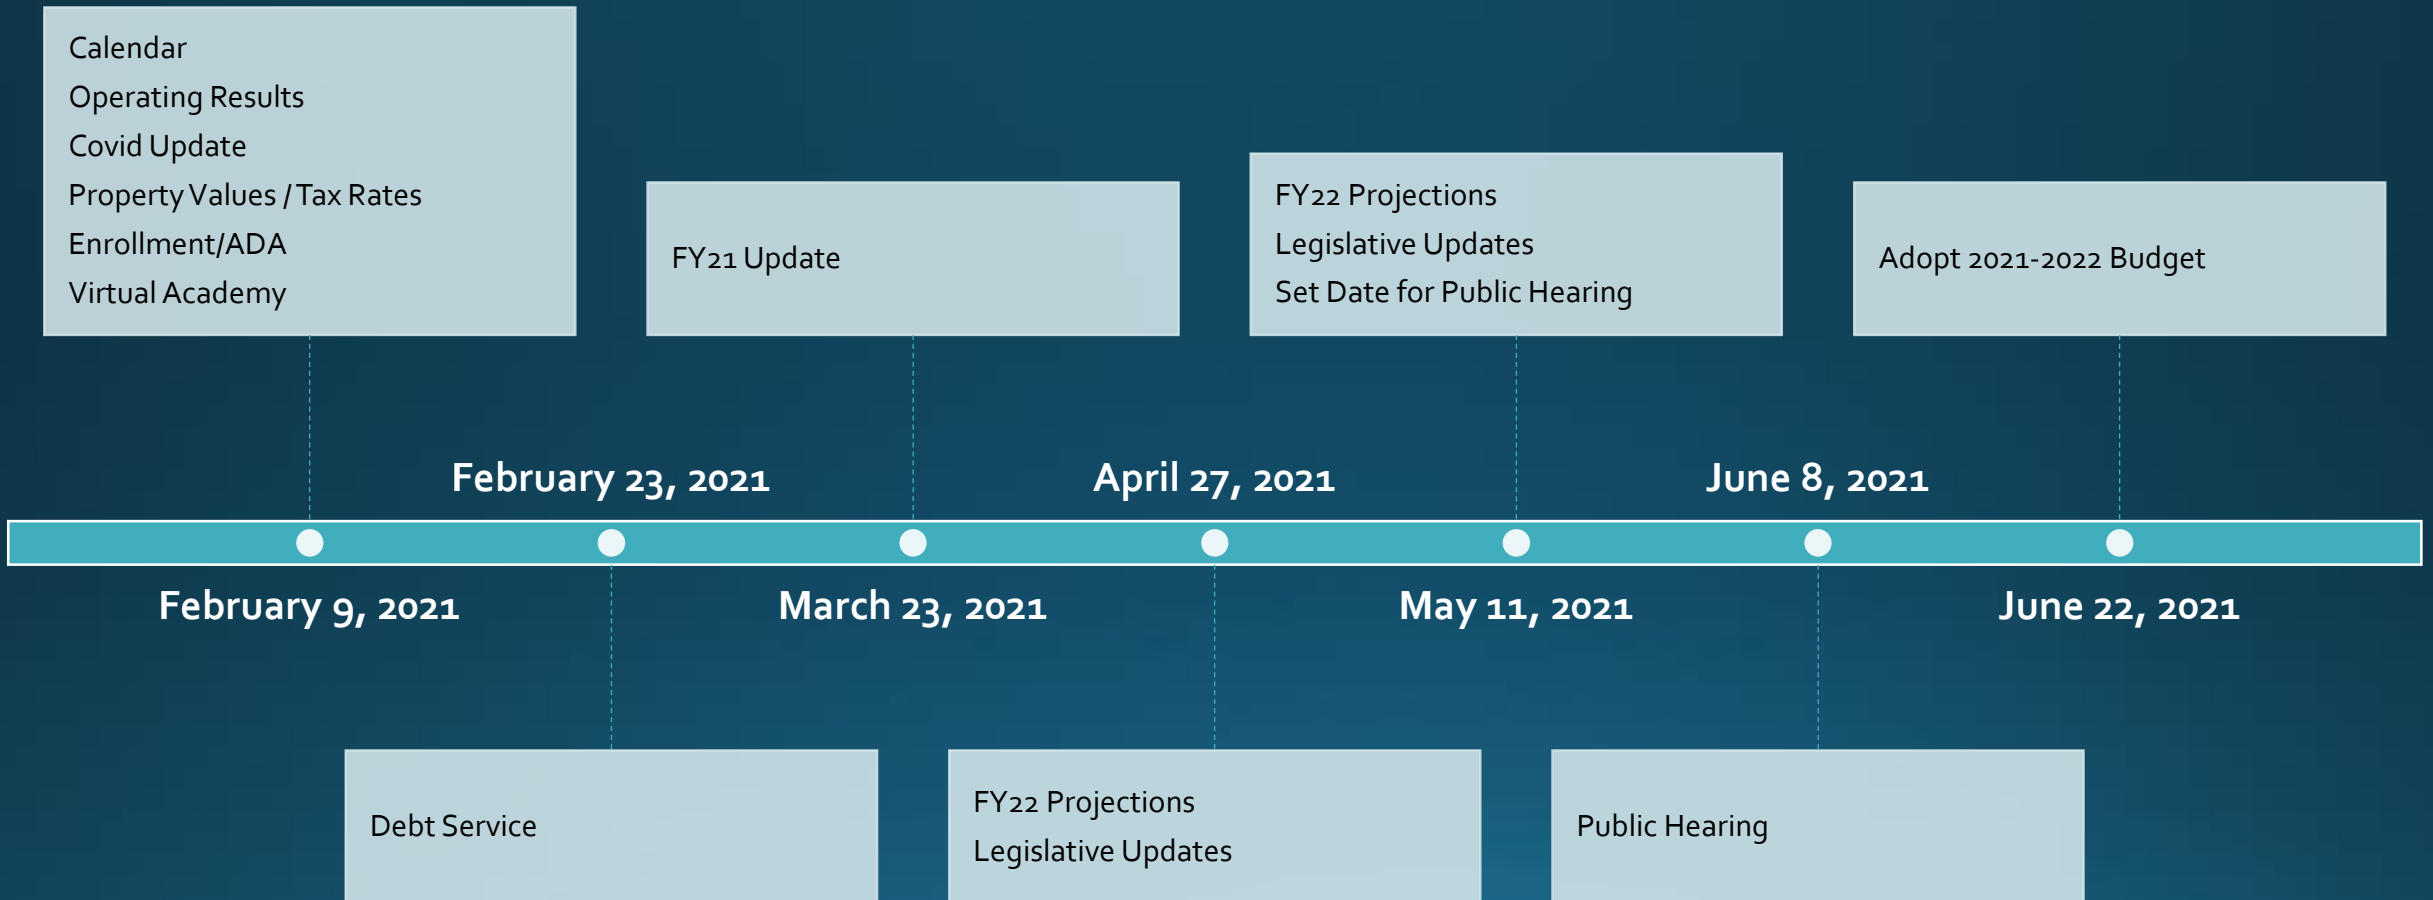 Calendar
Operating Results
Covid Update
Property Values / Tax Rates
Enrollment/ADA
Virtual Academy
FY21 Update
FY22 Projections
Legislative Updates
Set Date for Public Hearing
Adopt 2021-2022 Budget
February 23, 2021
April 27, 2021
June 8, 2021
February 9, 2021
March 23, 2021
May 11, 2021
June 22, 2021
Debt Service
FY22 Projections
Legislative Updates
Public Hearing